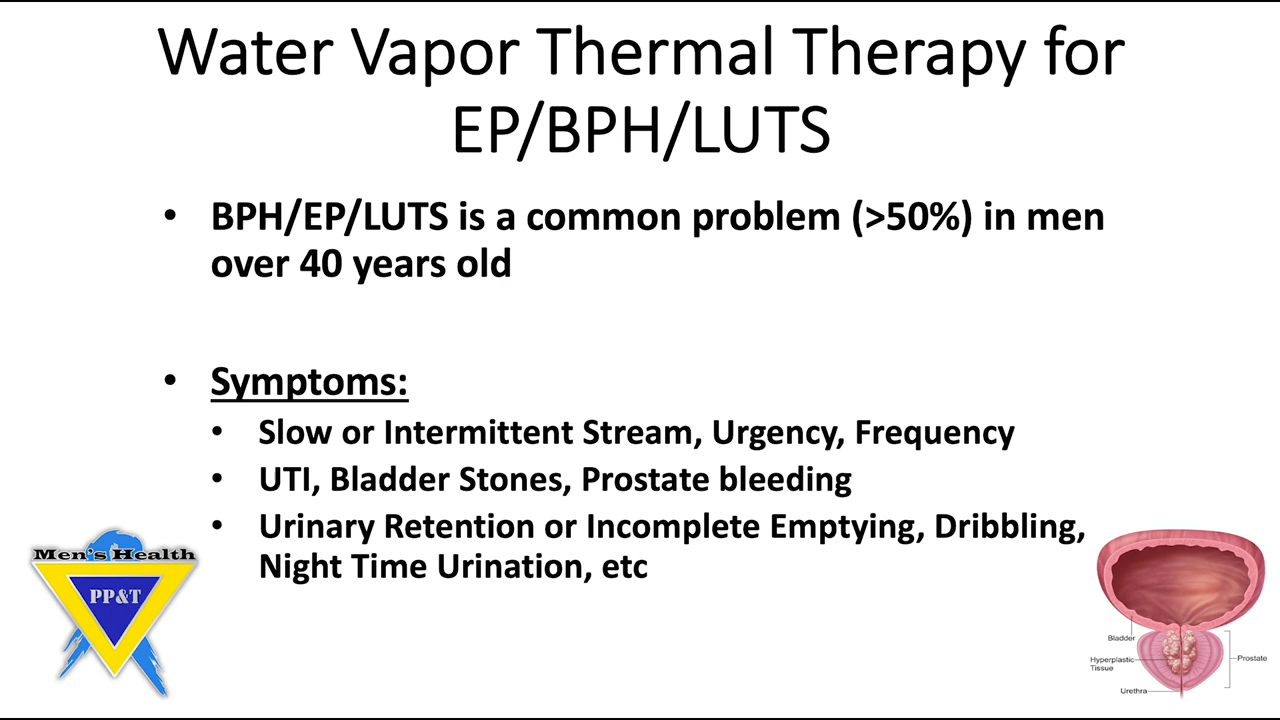 Water Vapor Thermal Therapy for
EP/BPH/LUTS
• BPH/EP/LUTS is a common problem (>50%) in men
over 40 years old
• Symptoms:
• Slow or Intermittent Stream, Urgency, Frequency
• UTI, Bladder Stones, Prostate bleeding
• Urinary Retention or Incomplete Emptying, Dribbling,
Night Time Urination, etc
Men's Health
PP&T
Bladder
Hyperplastic
Tissue
Prostate
Urethra